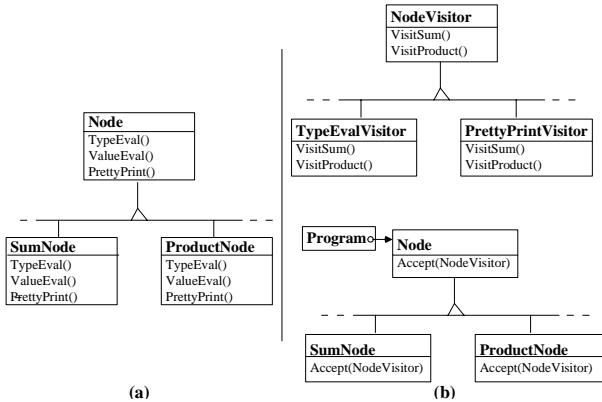 Node
TypeEval()
ValueEval()
PrettyPrint()
SumNode
TypeEval()
ValueEval()
PrettyPrint()
ProductNode
TypeEval()
ValueEval()
PrettyPrint()
(a)
NodeVisitor
VisitSum()
VisitProduct()
TypeEvalVisitor
VisitSum()
VisitProduct()
PrettyPrintVisitor
VisitSum()
VisitProduct()
Program
Node
Accept(NodeVisitor)
SumNode
Accept(NodeVisitor)
ProductNode
Accept(NodeVisitor)
(b)